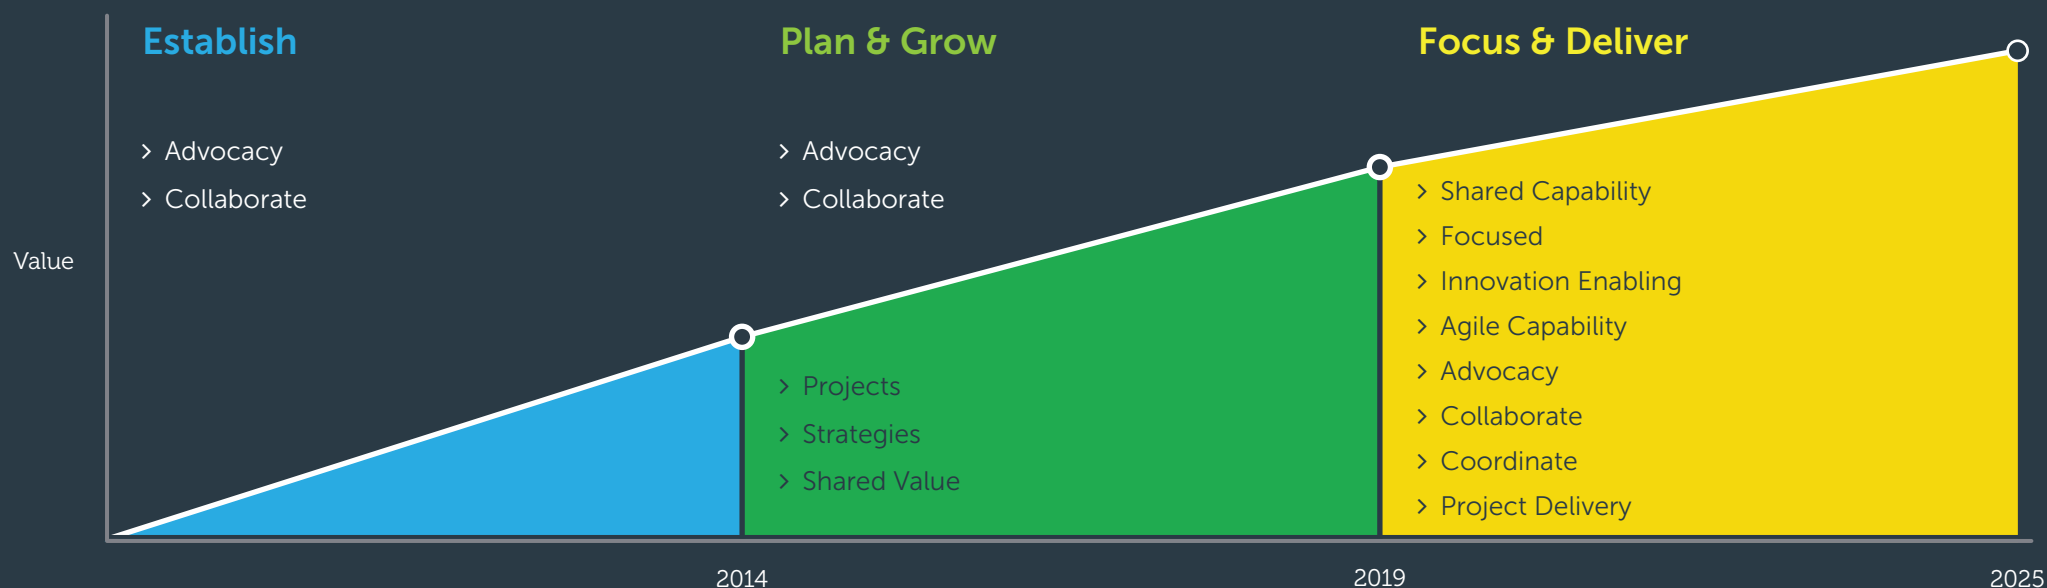 Establish
> Advocacy
> Collaborate
Plan & Grow
> Advocacy
> Collaborate
> Projects
> Strategies
> Shared Value
Focus & Deliver
> Shared Capability
> Focused
> Innovation Enabling
> Agile Capability
> Advocacy
> Collaborate
> Coordinate
> Project Delivery
Value
2014
2019
2025